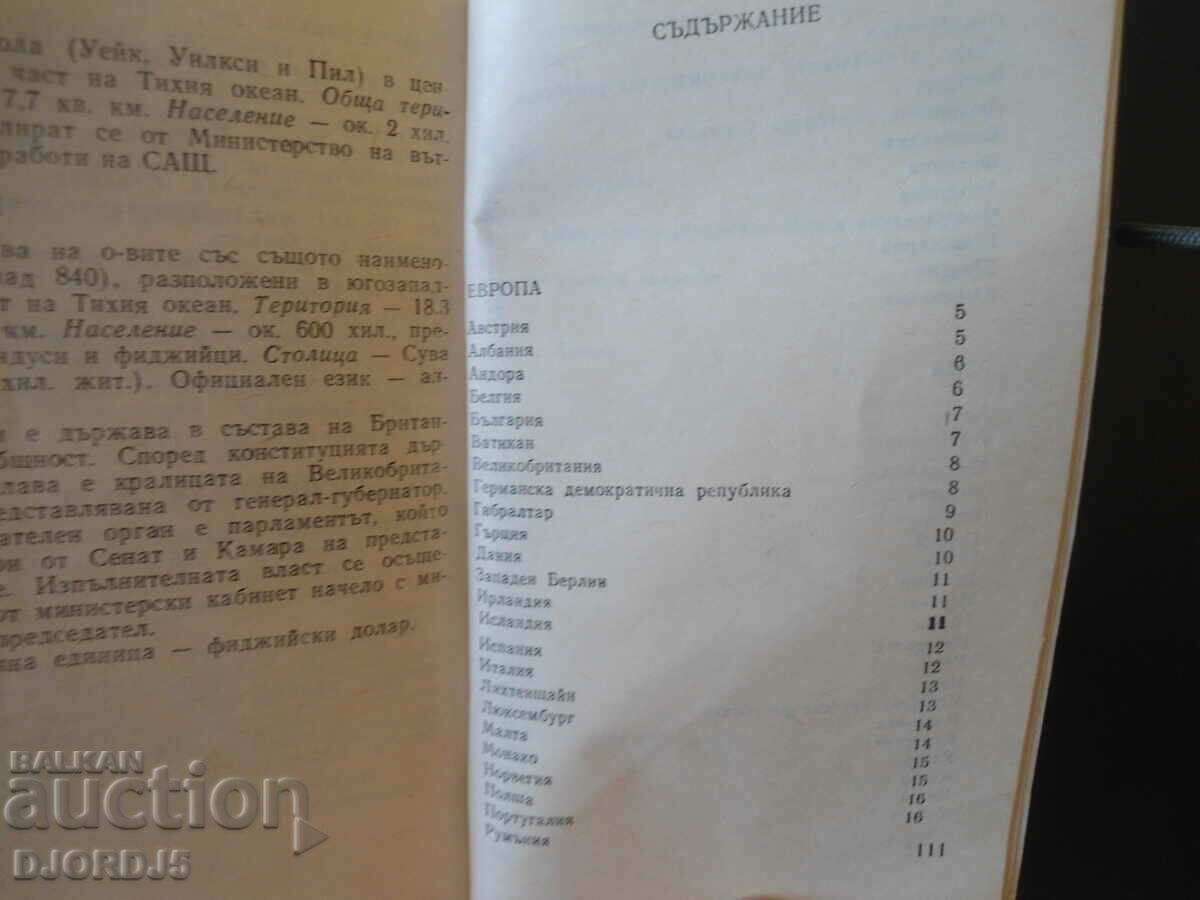 ола (Уейк, Уилкси и Пил) в цен-
част на Тихия океан. Обща тери-
7.7 кв. км. Население — ок. 2 хил.
лират се от Министерство на вът-
работи на САЩ.
ва на о-вите със същото наимено-
ад 840), разположени в югозапад-
т на Тихия океан. Територия — 18.3
км. Население — ок. 600 хил., пре-
ндуси и фиджийци. Столица — Сува
хил. жит.). Официален език — ан-
и е държава в състава на Британ-
бщност. Според конституцията дър-
лава е кралицата на Великобрита-
едставлявана от генерал-губернатор.
ателен орган е парламентът, който
ои от Сенат и Камара на предста-
е. Изпълнителната власт се осъще-
от министерски кабинет начело с ми-
председател.
на единица — фиджийски долар.
СЪДЪРЖАНИЕ
ЕВРОПА
Австрия 5
Албания 5
Андора 6
Белгия 6
България 7
Ватикан 7
Великобритания 8
Германска демократична република 8
Гибралтар 9
Гърция 10
Дания 10
Западен Берлин 11
Ирландия 11
Исландия 11
Испания 12
Италия 12
Лихтенщайн 13
Люксембург 13
Малта 14
Монако 14
Норвегия 15
Полша 15
Португалия 16
Румъния 16
111
BALKAN
auction
DJORDJ5